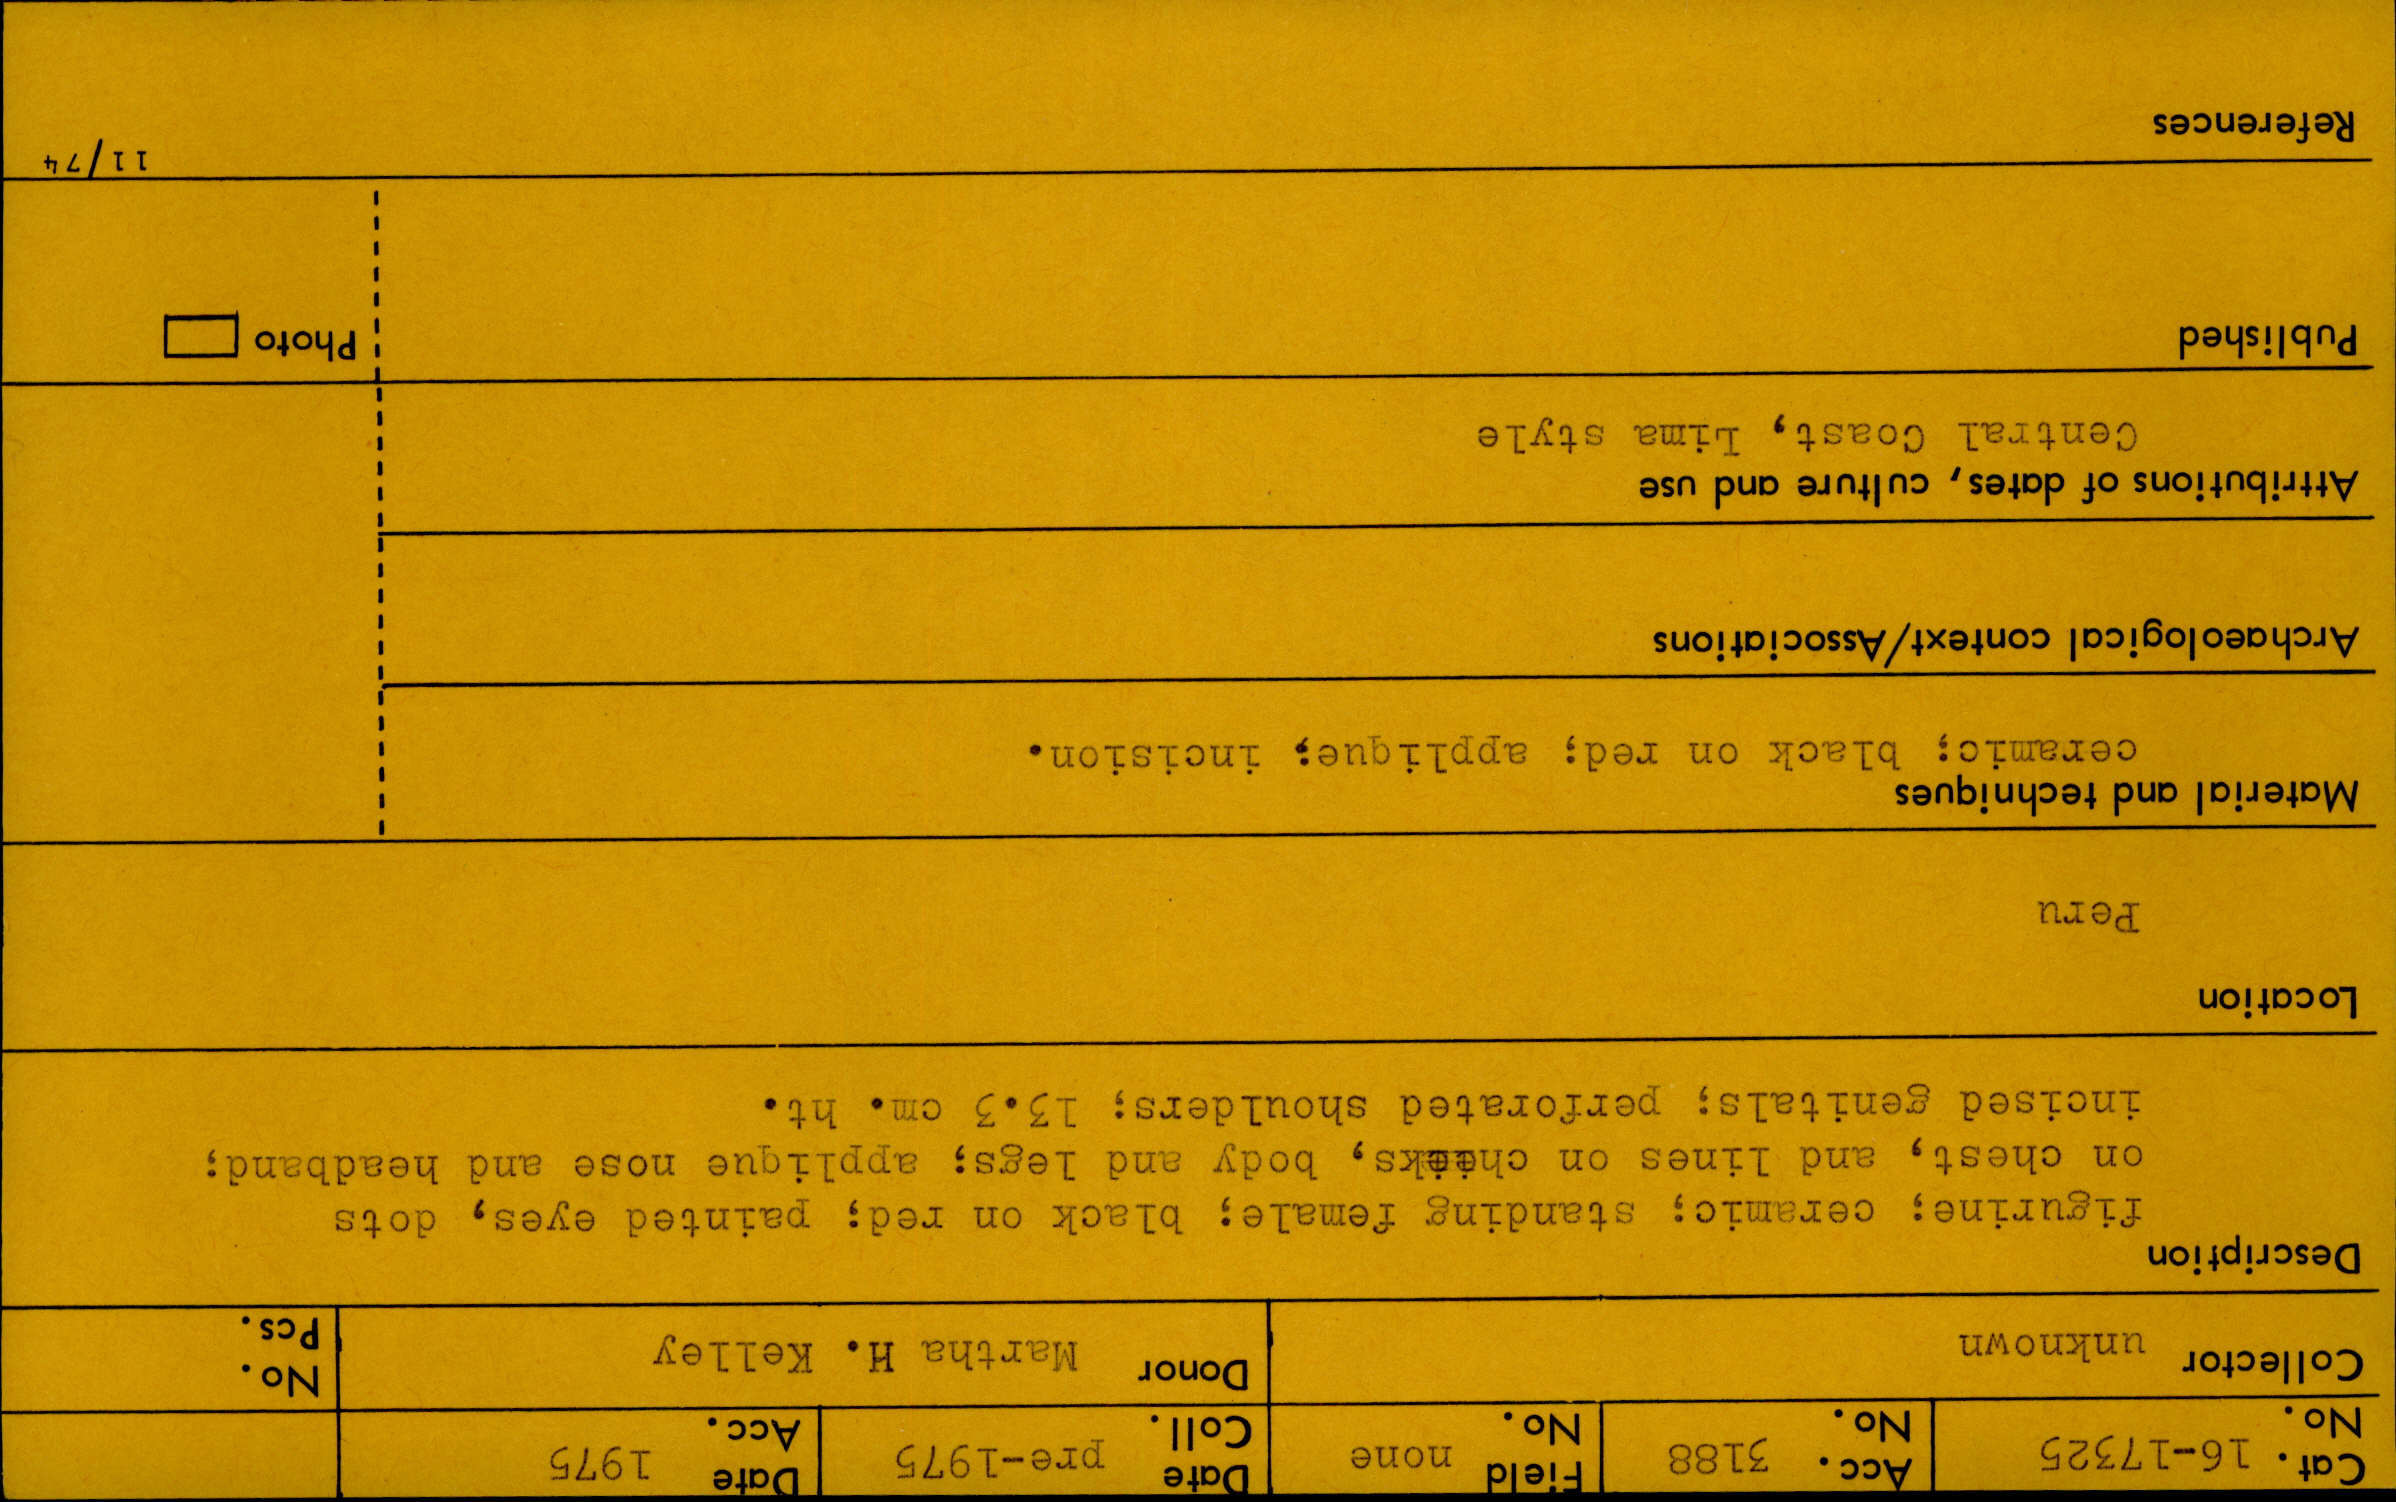 Cat. No. 16-17325 Acc. No. 3188 Field No. none Date Coll. pre-1975 Date Acc. 1975
Collector unknown Donor Martha H. Kelley No. Pcs.
Description
figurine; ceramic; standing female; black on red; painted eyes, dots
on chest, and lines on cheeks, body and legs; applique nose and headband;
incised genitals; perforated shoulders; 13.3 cm. ht.
Location
Peru
Material and techniques
ceramic; black on red; applique; incision.
Archaeological context/Associations
Attributions of dates, culture and use
Central Coast, Lima style
Published
Photo
References
11/74